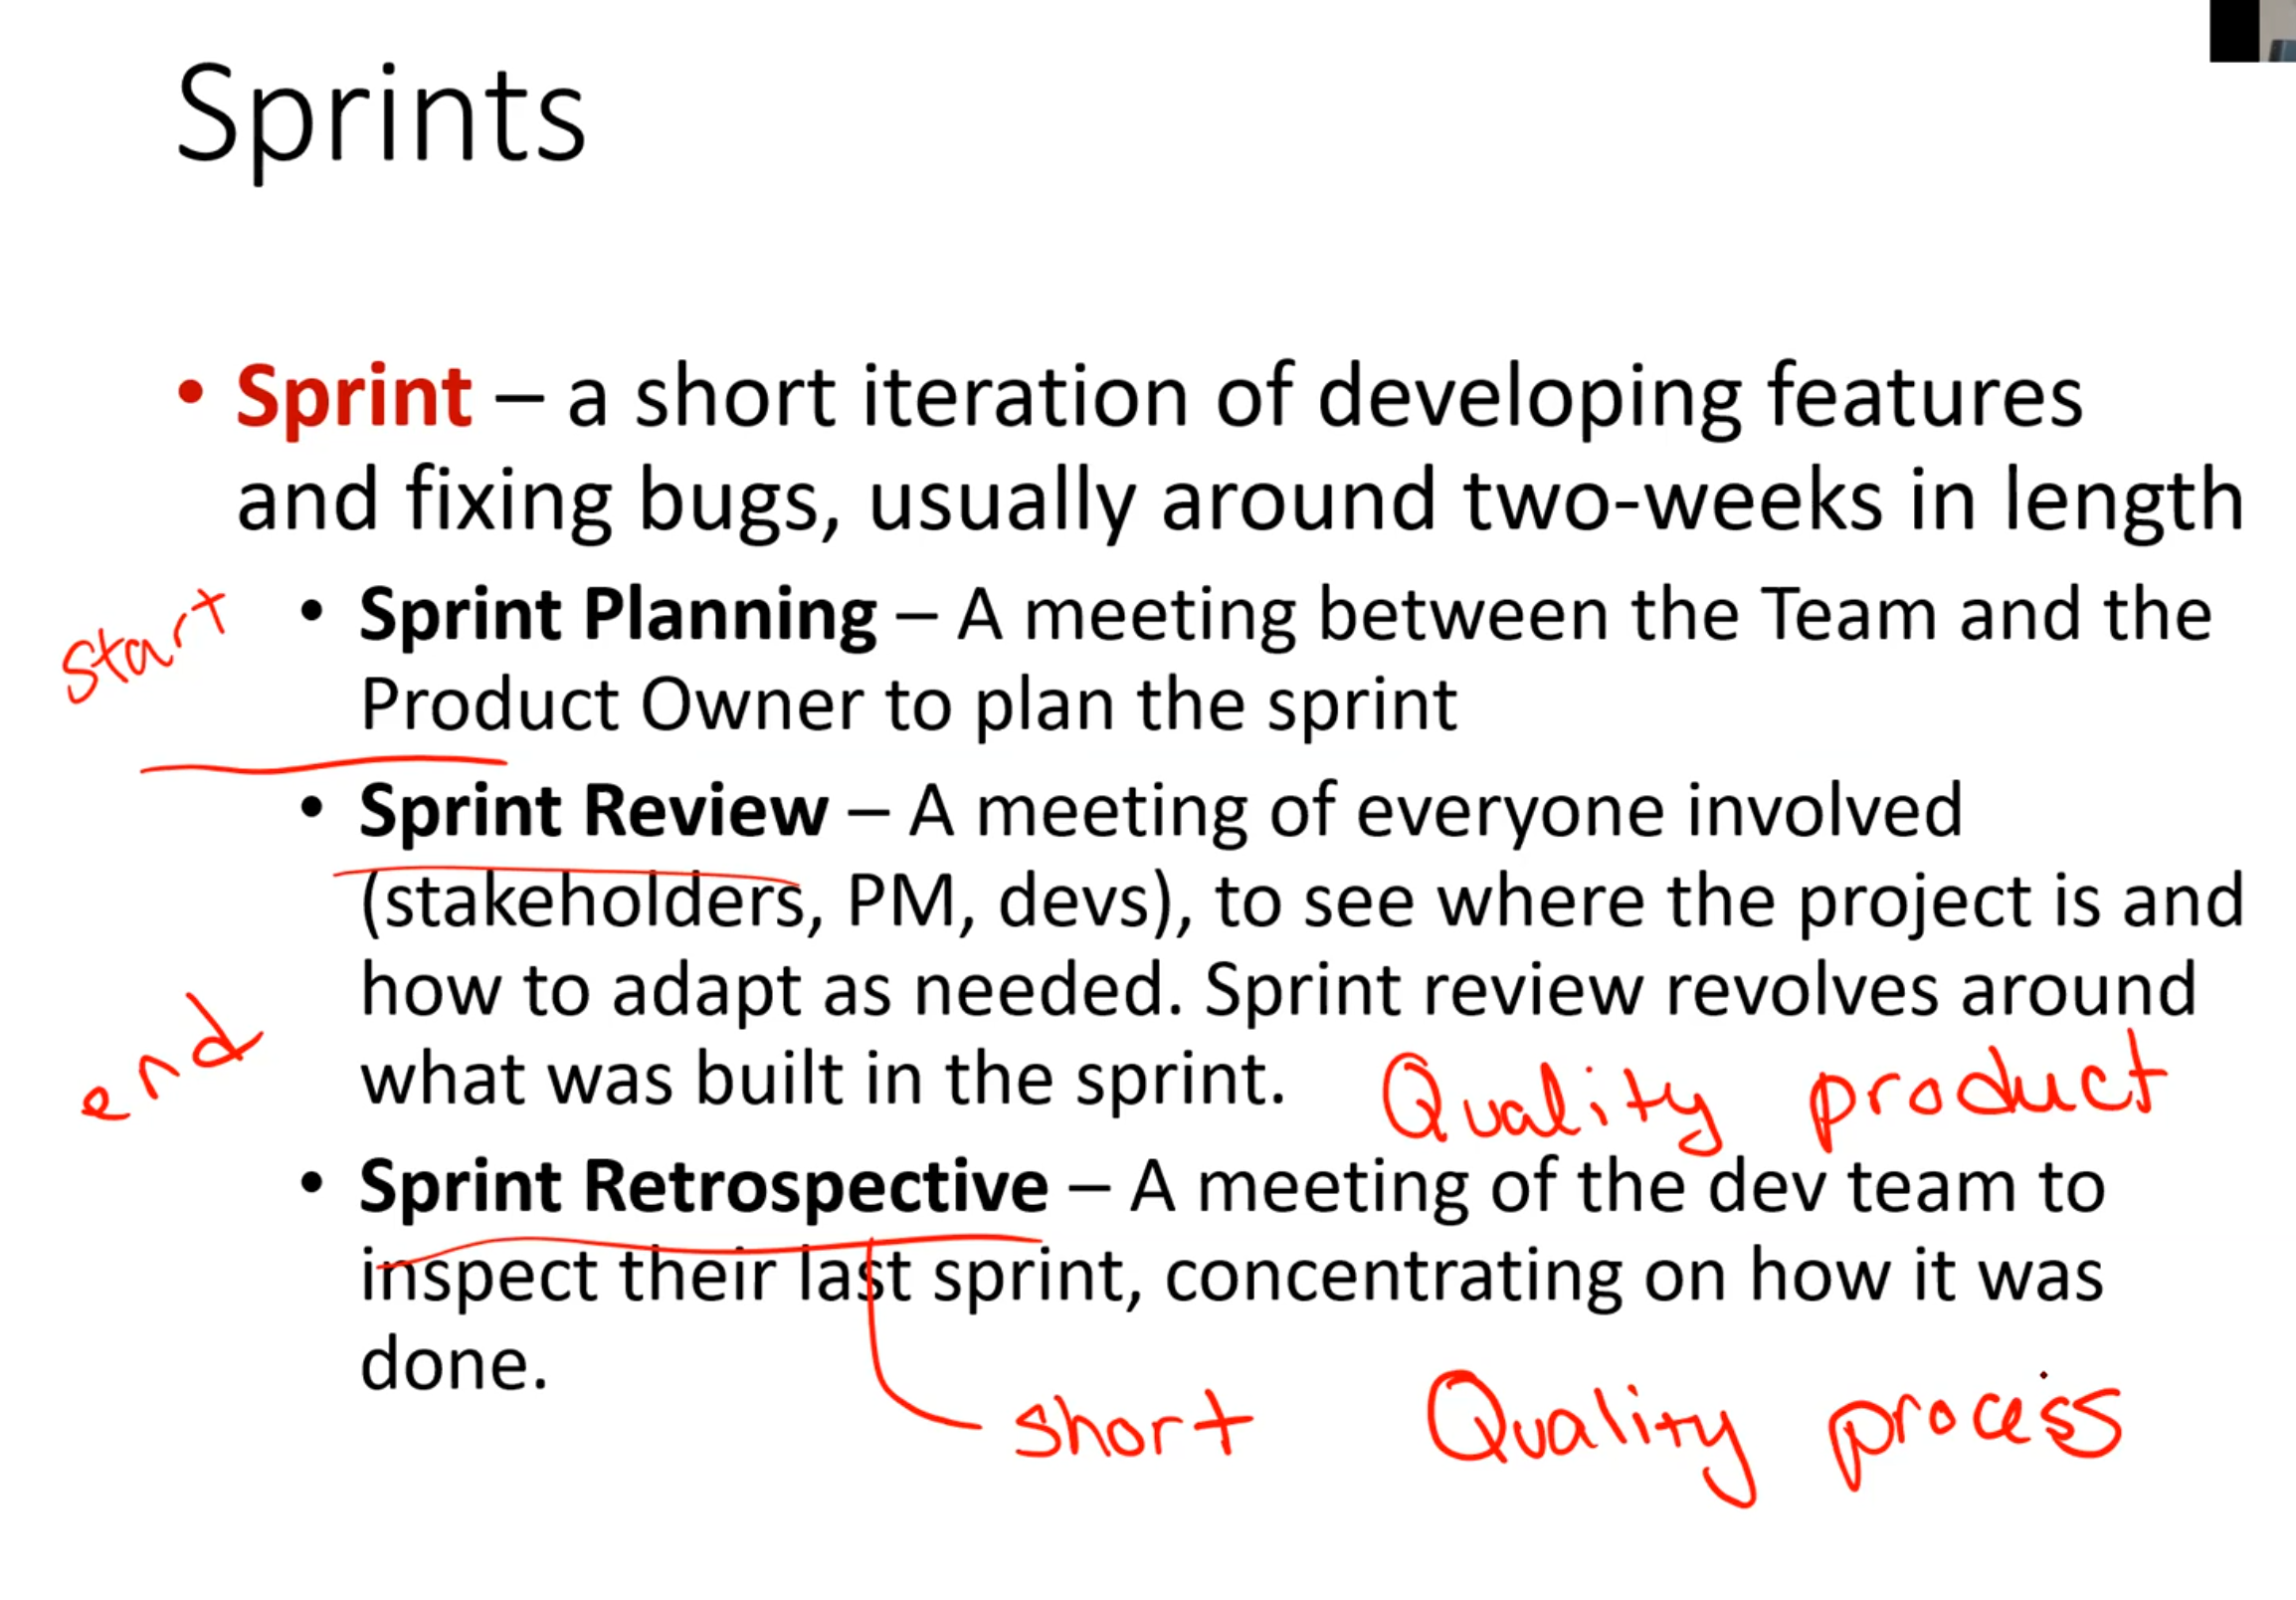 Sprints
• Sprint – a short iteration of developing features
and fixing bugs, usually around two-weeks in length
start
• Sprint Planning – A meeting between the Team and the
Product Owner to plan the sprint
• Sprint Review – A meeting of everyone involved
(stakeholders, PM, devs), to see where the project is and
how to adapt as needed. Sprint review revolves around
end
what was built in the sprint.
Quality product
• Sprint Retrospective – A meeting of the dev team to
inspect their last sprint, concentrating on how it was
done.
short
Quality process